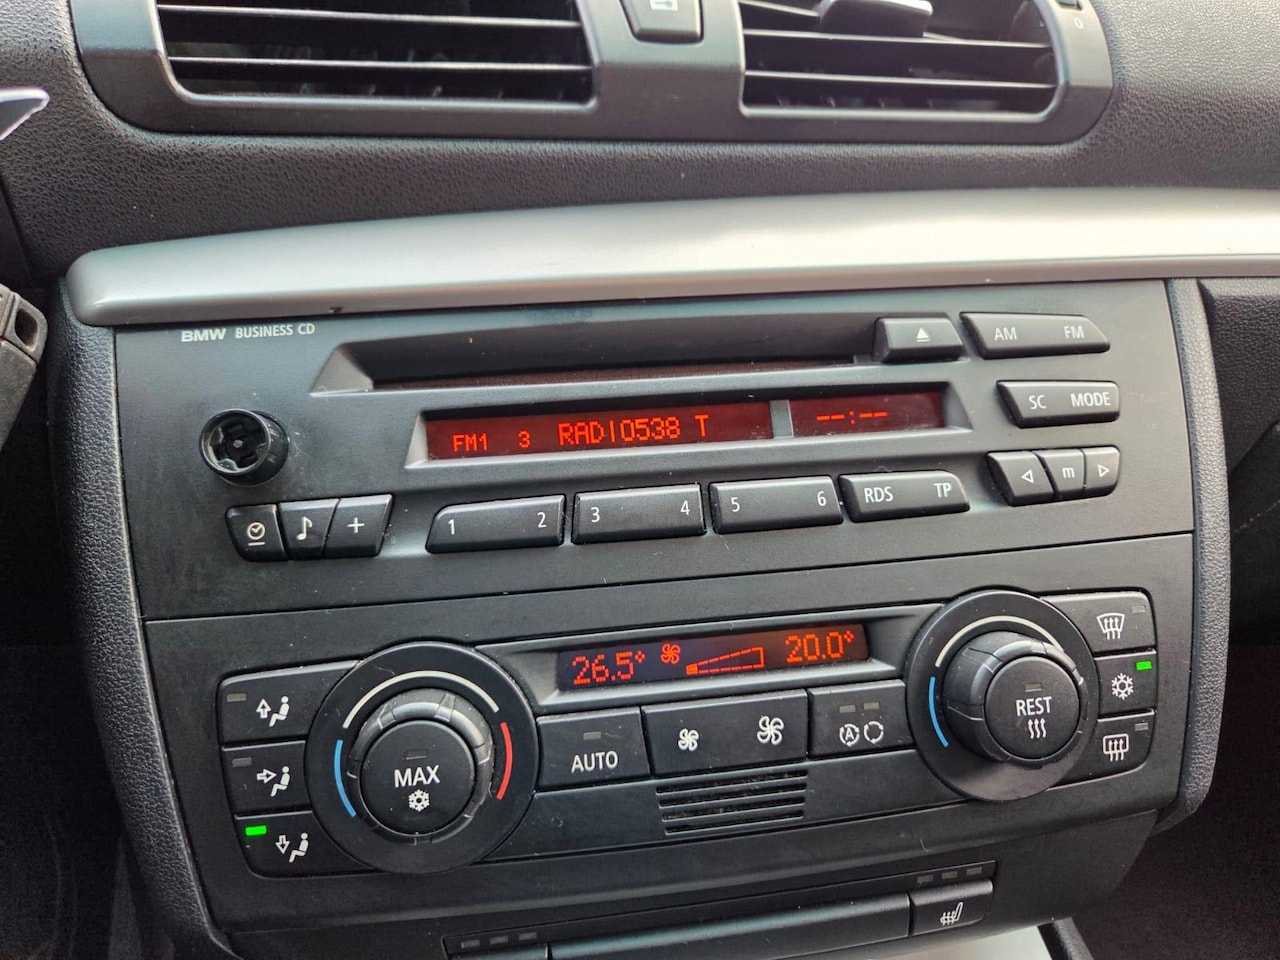 0
BMW BUSINESS CD
AM FM
SC MODE
FM1 3 RADIO538 T --:--
m
1 2 3 4 5 6 RDS TP
+
26.5° 20.0°
REST
MAX
AUTO
A